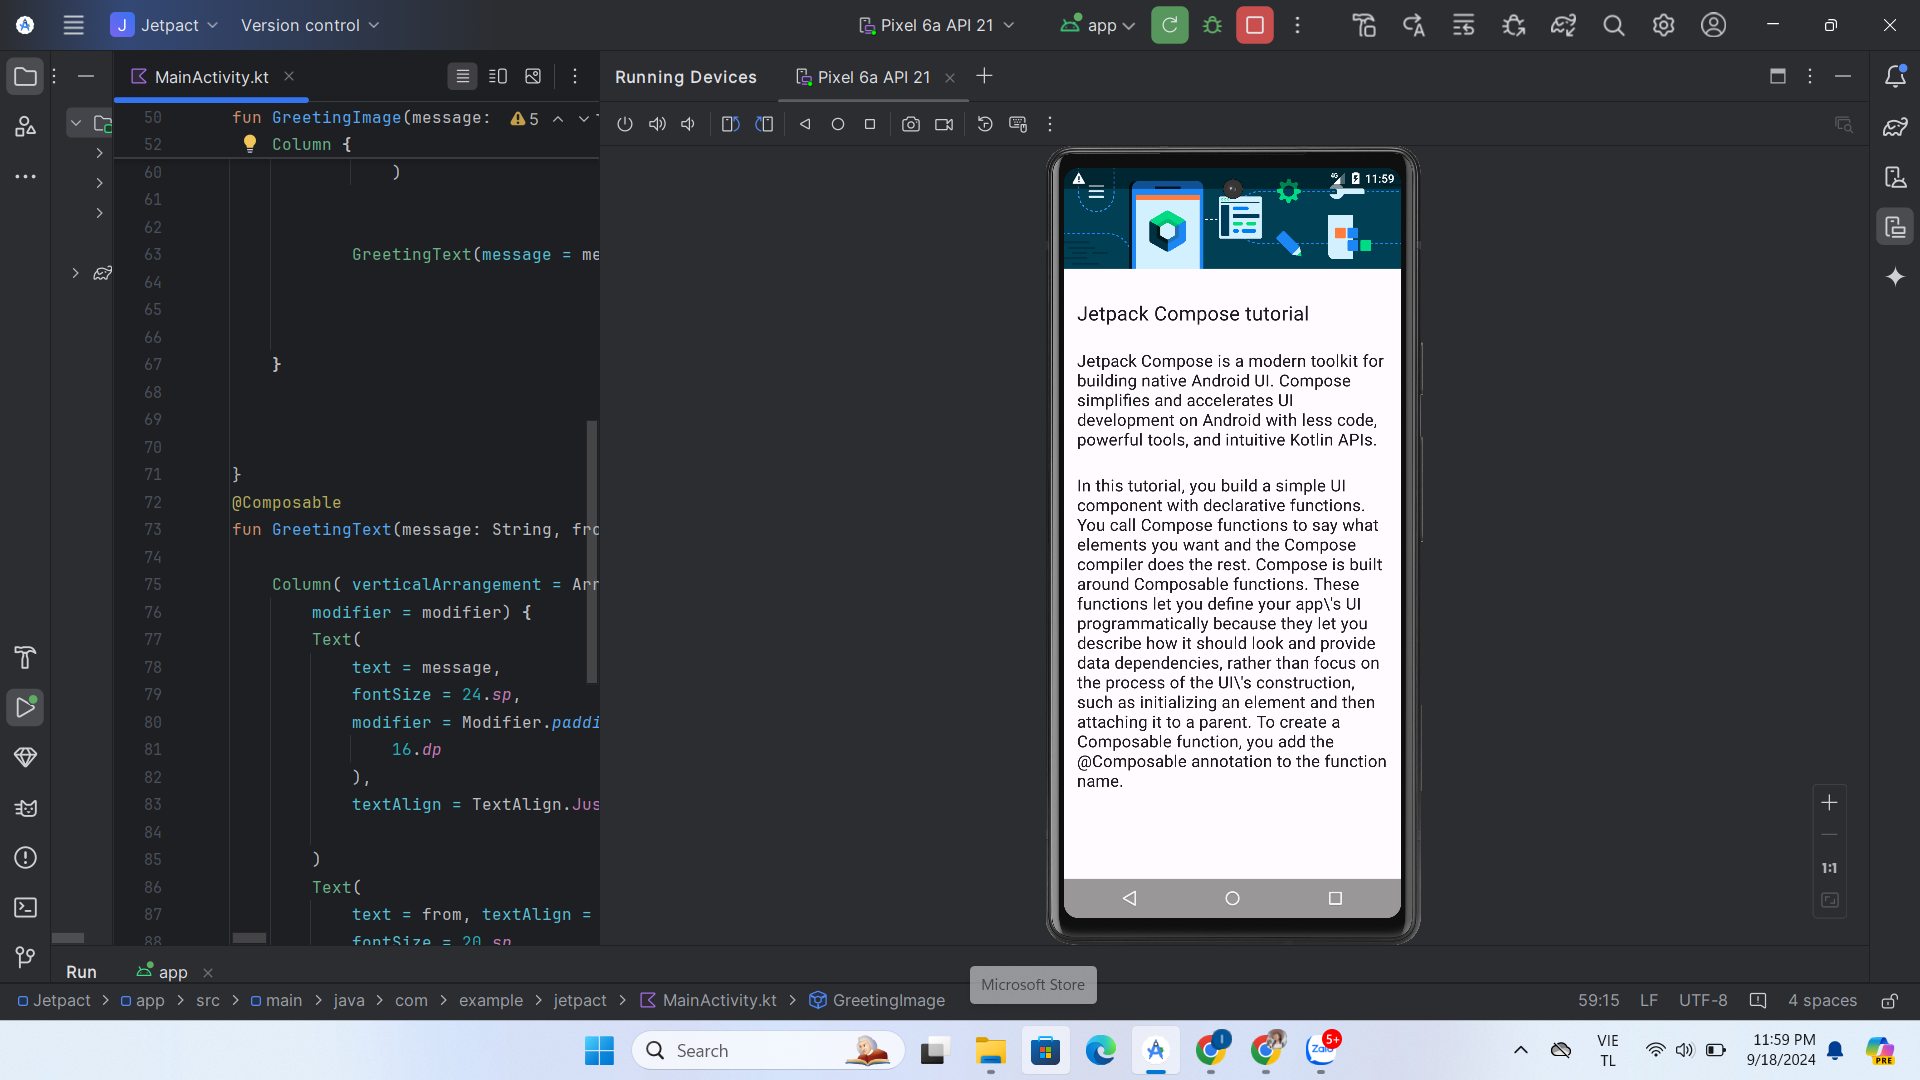 J Jetpact Version control Pixel 6a API 21 app
MainActivity.kt
Running Devices Pixel 6a API 21
50 fun GreetingImage(message: 5
52 Column {
60 )
61
62
63 GreetingText(message = me
64
65
66
67 }
68
69
70
71 }
72 @Composable
73 fun GreetingText(message: String, fro
74
75 Column( verticalArrangement = Arr
76 modifier = modifier) {
77 Text(
78 text = message,
79 fontSize = 24.sp,
80 modifier = Modifier.paddi
81 16.dp
82 ),
83 textAlign = TextAlign.Jus
84
85 )
86 Text(
87 text = from, textAlign =
88 fontSize = 20.sp
4G 11:59
Jetpack Compose tutorial
Jetpack Compose is a modern toolkit for
building native Android UI. Compose
simplifies and accelerates UI
development on Android with less code,
powerful tools, and intuitive Kotlin APIs.
In this tutorial, you build a simple UI
component with declarative functions.
You call Compose functions to say what
elements you want and the Compose
compiler does the rest. Compose is built
around Composable functions. These
functions let you define your app\'s UI
programmatically because they let you
describe how it should look and provide
data dependencies, rather than focus on
the process of the UI\'s construction,
such as initializing an element and then
attaching it to a parent. To create a
Composable function, you add the
@Composable annotation to the function
name.
1:1
Run app
Microsoft Store
Jetpact > app > src > main > java > com > example > jetpact > MainActivity.kt > GreetingImage 59:15 LF UTF-8 4 spaces
Search
Zalo 5+
VIE
TL
11:59 PM
9/18/2024
PRE